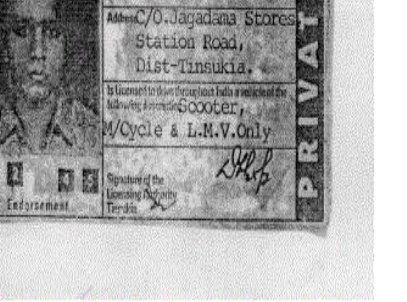 Address C/O.Jagadama Stores
Station Road,
Dist-Tinsukia.
Is Licensed to drive throughout India a vehicle of the
following description Scooter,
M/Cycle & L.M.V.Only
Signature of the
Licensing Authority
Endorsement
PRIVAT